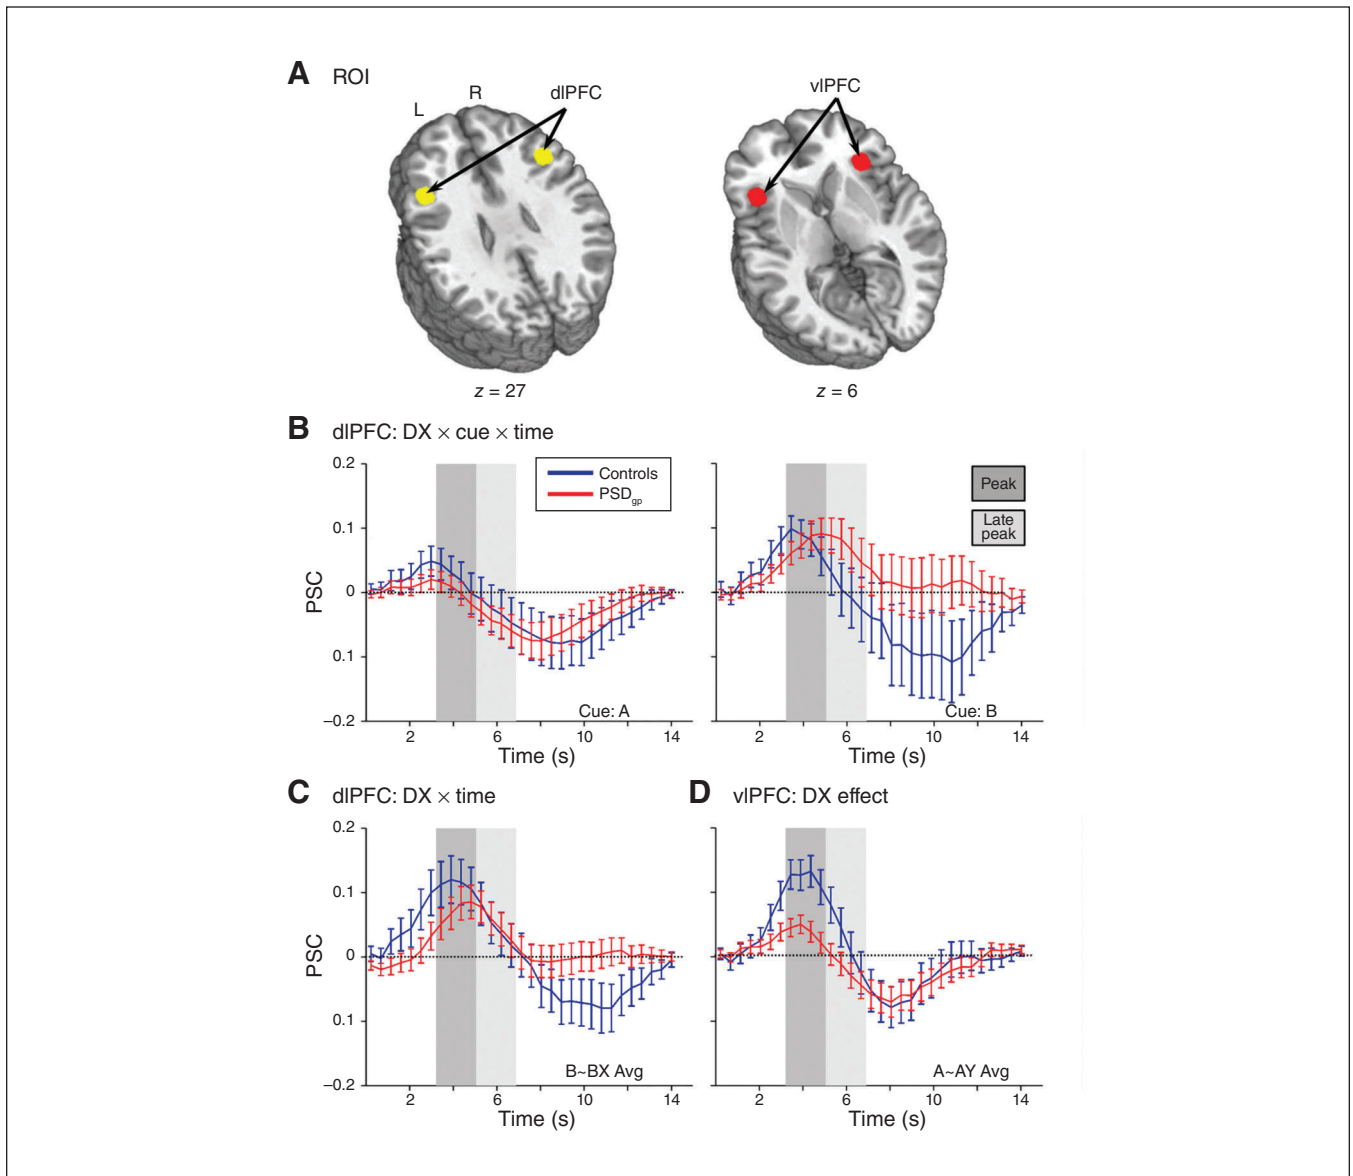 A ROI
L
R
dlPFC
vlPFC
z = 27
z = 6
B dlPFC: DX × cue × time
PSC
0.2
0.1
0
0.1
−0.2
Controls
PSDgp
Cue: A
2 6 10 14
Time (s)
Peak
Late
peak
Cue: B
2 6 10 14
Time (s)
C dlPFC: DX × time
PSC
0.2
0.1
0
0.1
−0.2
B~BX Avg
2 6 10 14
Time (s)
D vlPFC: DX effect
A~AY Avg
2 6 10 14
Time (s)